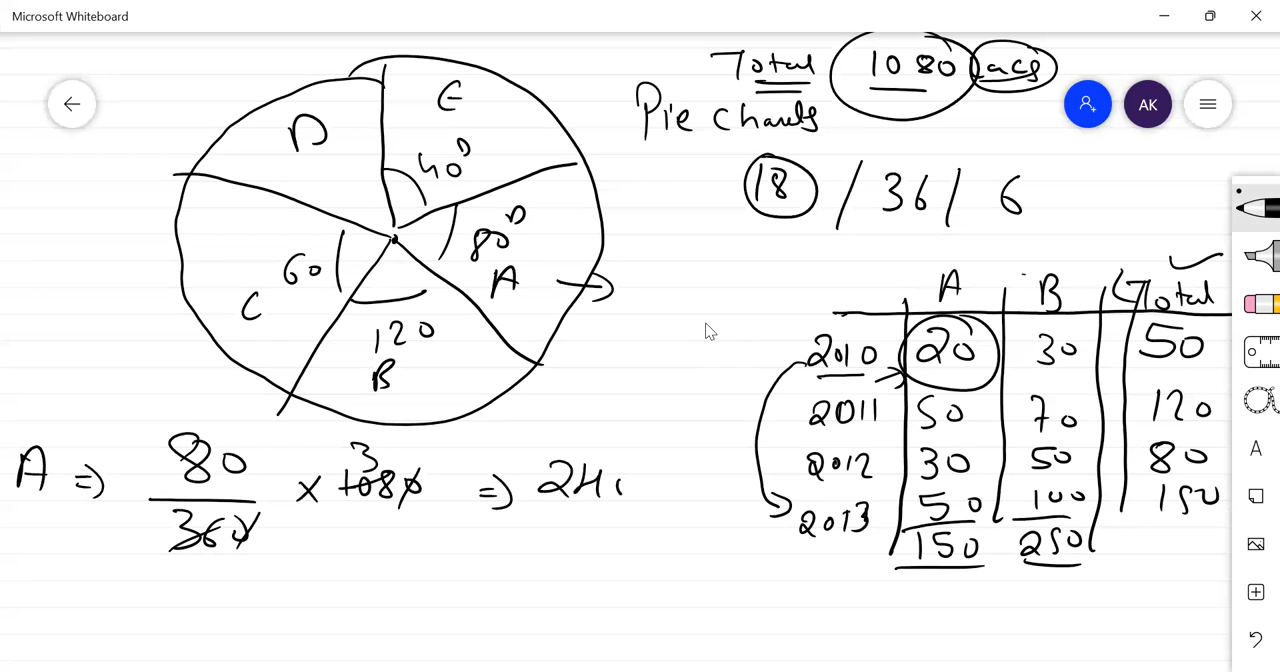 Microsoft Whiteboard
Total 1080 lacs
Pie charts
AK
E
D
40°
18 / 36 / 6
80°
60
A
C
120
B
A B Total
2010 20 30 50
2011 50 70 120
2012 30 50 80
2013 50 100 150
150 250
A => 80/360 x 1080 3 => 240
A